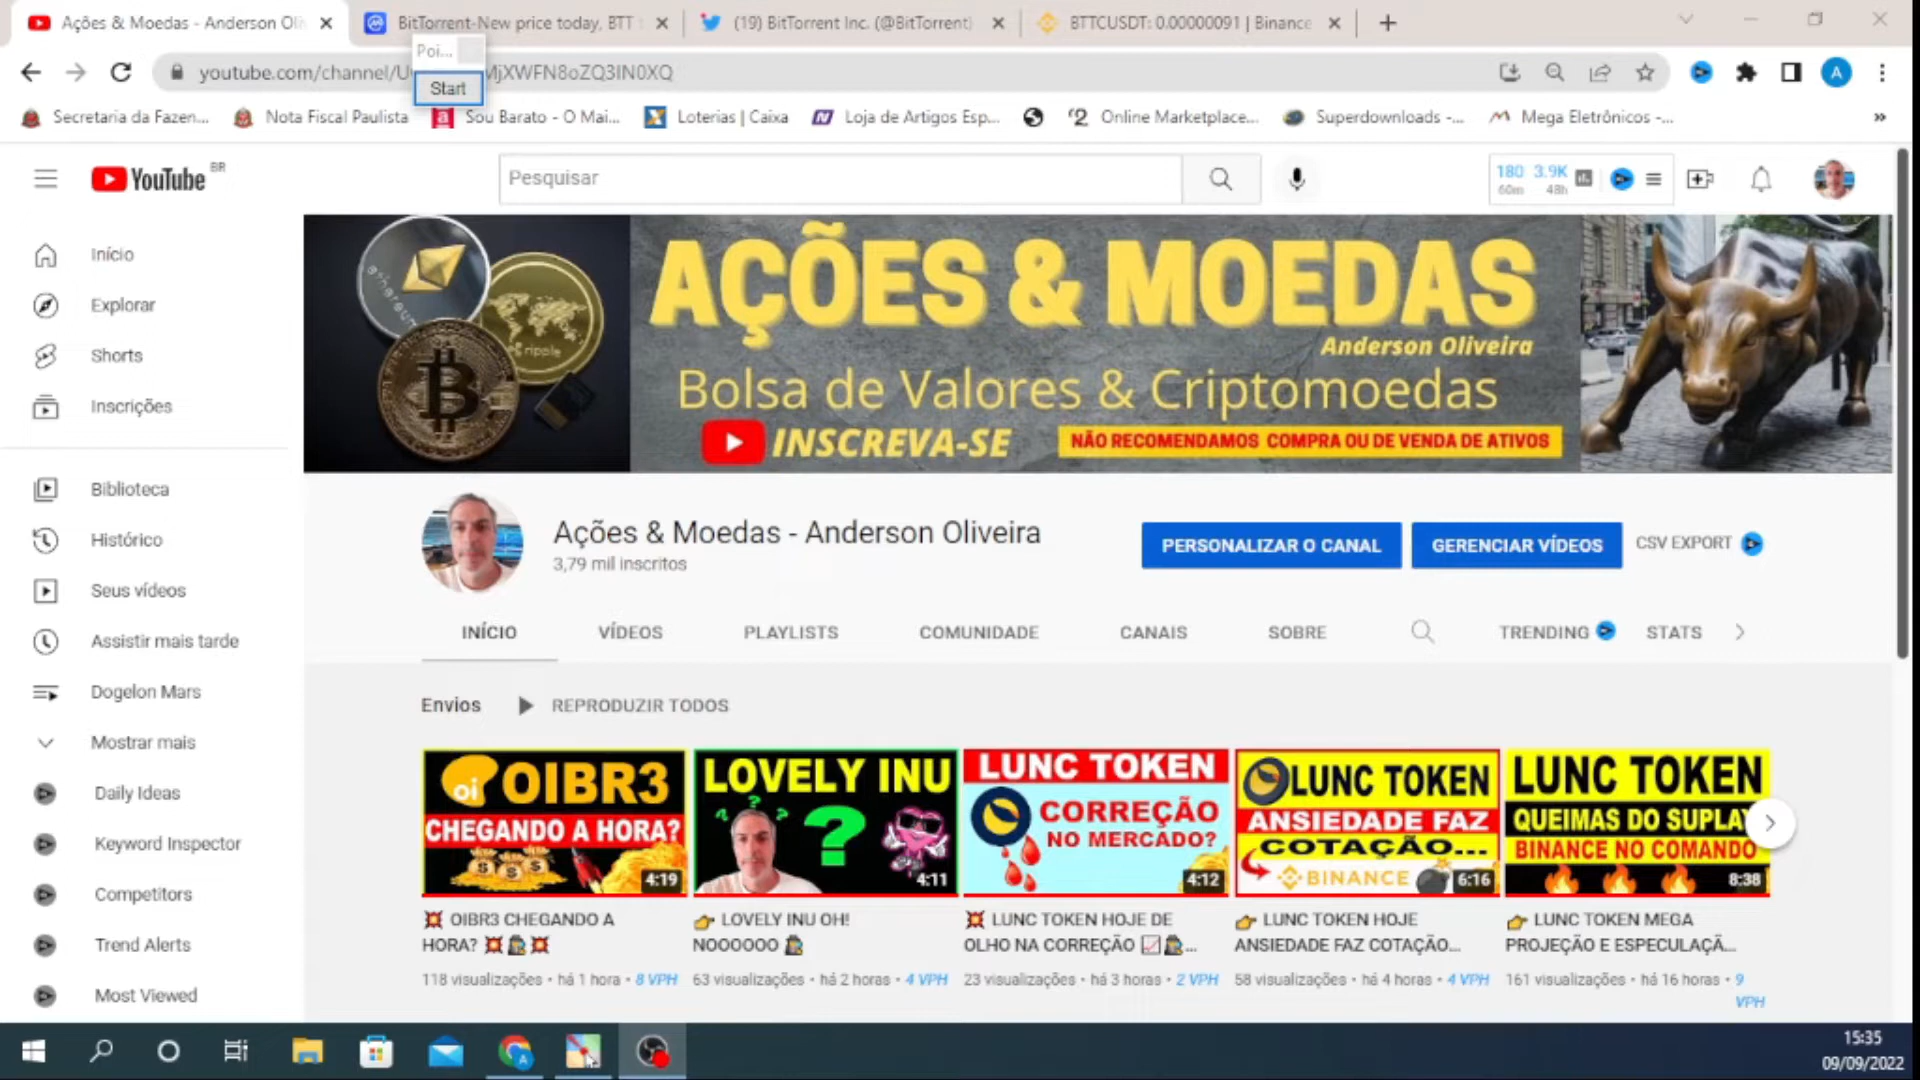 Ações & Moedas - Anderson Oli
BitTorrent-New price today, BTT
(19) BitTorrent Inc. (@BitTorrent)
BTTCUSDT: 0.00000091 | Binance
Poi...
Start
youtube.com/channel/U
MjXWFN8oZQ3IN0XQ
A
Secretaria da Fazen...
Nota Fiscal Paulista
Sou Barato - O Mai...
Loterias | Caixa
Loja de Artigos Esp...
Online Marketplace...
Superdownloads -...
Mega Eletrônicos -...
»
YouTube BR
Pesquisar
180 3.9K
60m 48h
Início
Explorar
Shorts
Inscrições
Biblioteca
Histórico
Seus vídeos
Assistir mais tarde
Dogelon Mars
Mostrar mais
Daily Ideas
Keyword Inspector
Competitors
Trend Alerts
Most Viewed
ripple
AÇÕES & MOEDAS
Anderson Oliveira
Bolsa de Valores & Criptomoedas
INSCREVA-SE
NÃO RECOMENDAMOS COMPRA OU DE VENDA DE ATIVOS
Ações & Moedas - Anderson Oliveira
3,79 mil inscritos
PERSONALIZAR O CANAL
GERENCIAR VÍDEOS
CSV EXPORT
INÍCIO
VÍDEOS
PLAYLISTS
COMUNIDADE
CANAIS
SOBRE
TRENDING
STATS
Envios
REPRODUZIR TODOS
oi OIBR3
CHEGANDO A HORA?
4:19
LOVELY INU
?
4:11
LUNC TOKEN
CORREÇÃO
NO MERCADO?
4:12
LUNC TOKEN
ANSIEDADE FAZ
COTAÇÃO...
BINANCE
6:16
LUNC TOKEN
QUEIMAS DO SUPLAY
BINANCE NO COMANDO
8:38
💥 OIBR3 CHEGANDO A
HORA? 💥
118 visualizações • há 1 hora • 8 VPH
👉 LOVELY INU OH!
NOOOOOO
63 visualizações • há 2 horas • 4 VPH
💥 LUNC TOKEN HOJE DE
OLHO NA CORREÇÃO 📈...
23 visualizações • há 3 horas • 2 VPH
👉 LUNC TOKEN HOJE
ANSIEDADE FAZ COTAÇÃO...
58 visualizações • há 4 horas • 4 VPH
👉 LUNC TOKEN MEGA
PROJEÇÃO E ESPECULAÇÃ...
161 visualizações • há 16 horas • 9
VPH
15:35
09/09/2022